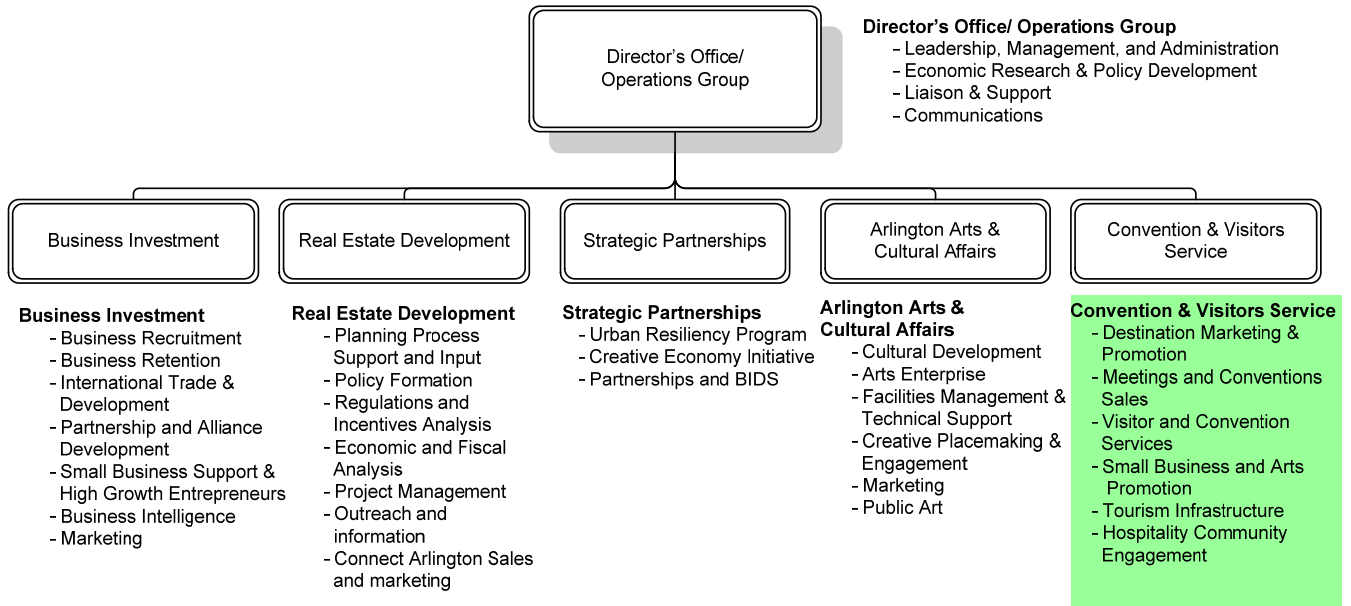 Director’s Office/
Operations Group
Director’s Office/ Operations Group
- Leadership, Management, and Administration
- Economic Research & Policy Development
- Liaison & Support
- Communications
Business Investment
Real Estate Development
Strategic Partnerships
Arlington Arts &
Cultural Affairs
Convention & Visitors
Service
Business Investment
- Business Recruitment
- Business Retention
- International Trade &
Development
- Partnership and Alliance
Development
- Small Business Support &
High Growth Entrepreneurs
- Business Intelligence
- Marketing
Real Estate Development
- Planning Process
Support and Input
- Policy Formation
- Regulations and
Incentives Analysis
- Economic and Fiscal
Analysis
- Project Management
- Outreach and
information
- Connect Arlington Sales
and marketing
Strategic Partnerships
- Urban Resiliency Program
- Creative Economy Initiative
- Partnerships and BIDS
Arlington Arts &
Cultural Affairs
- Cultural Development
- Arts Enterprise
- Facilities Management &
Technical Support
- Creative Placemaking &
Engagement
- Marketing
- Public Art
Convention & Visitors Service
- Destination Marketing &
Promotion
- Meetings and Conventions
Sales
- Visitor and Convention
Services
- Small Business and Arts
Promotion
- Tourism Infrastructure
- Hospitality Community
Engagement